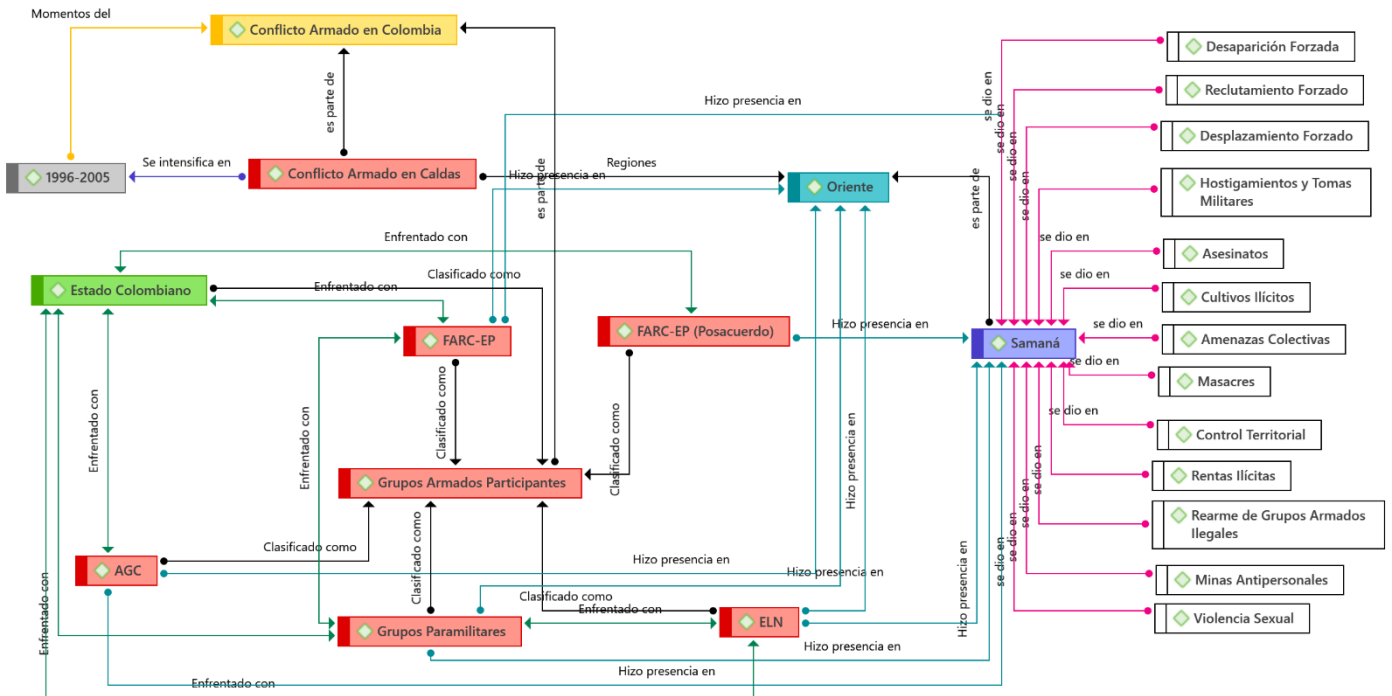 Momentos del
Conflicto Armado en Colombia
Desaparición Forzada
se dio en
Reclutamiento Forzado
Hizo presencia en
es parte de
se dio en
Desplazamiento Forzado
se dio en
1996-2005
Se intensifica en
Conflicto Armado en Caldas
Regiones
Hizo presencia en
Oriente
es parte de
es parte de
se dio en
se dio en
Hostigamientos y Tomas
Militares
Enfrentado con
se dio en
Asesinatos
Estado Colombiano
Clasificado como
Enfrentado con
se dio en
Cultivos Ilícitos
FARC-EP
FARC-EP (Posacuerdo)
Hizo presencia en
Samaná
se dio en
Amenazas Colectivas
se dio en
Masacres
Enfrentado con
Enfrentado con
Clasificado como
Clasificado como
Hizo presencia en
se dio en
Control Territorial
se dio en
Grupos Armados Participantes
se dio en
Rentas Ilícitas
se dio en
Rearme de Grupos Armados
Ilegales
Clasificado como
Clasificado como
Hizo presencia en
Hizo presencia en
Hizo presencia en
se dio en
se dio en
AGC
Minas Antipersonales
Clasificado como
Enfrentado con
Enfrentado con
Grupos Paramilitares
ELN
Violencia Sexual
Hizo presencia en
Hizo presencia en
Enfrentado con